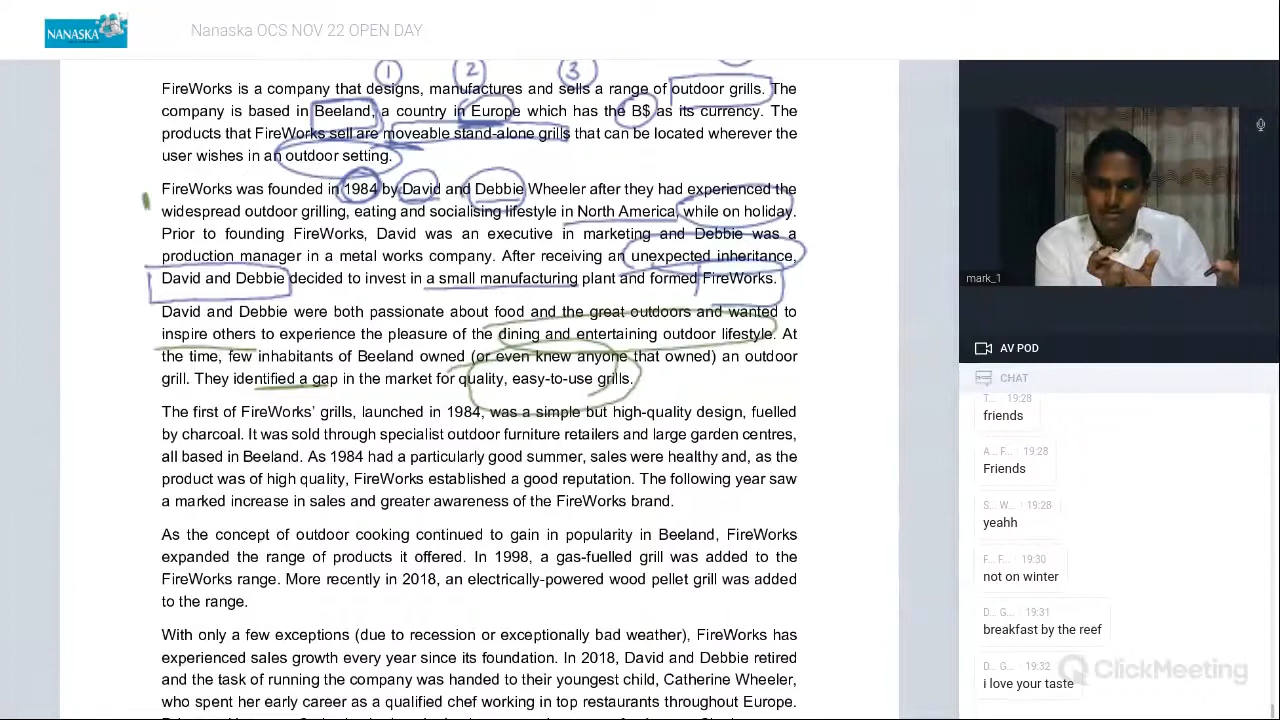 NANASKA
Nanaska OCS NOV 22 OPEN DAY
1 2 3
FireWorks is a company that designs, manufactures and sells a range of outdoor grills. The
company is based in Beeland, a country in Europe which has the B$ as its currency. The
products that FireWorks sell are moveable stand-alone grills that can be located wherever the
user wishes in an outdoor setting.
FireWorks was founded in 1984 by David and Debbie Wheeler after they had experienced the
widespread outdoor grilling, eating and socialising lifestyle in North America while on holiday.
Prior to founding FireWorks, David was an executive in marketing and Debbie was a
production manager in a metal works company. After receiving an unexpected inheritance,
David and Debbie decided to invest in a small manufacturing plant and formed FireWorks.
David and Debbie were both passionate about food and the great outdoors and wanted to
inspire others to experience the pleasure of the dining and entertaining outdoor lifestyle. At
the time, few inhabitants of Beeland owned (or even knew anyone that owned) an outdoor
grill. They identified a gap in the market for quality, easy-to-use grills.
The first of FireWorks' grills, launched in 1984, was a simple but high-quality design, fuelled
by charcoal. It was sold through specialist outdoor furniture retailers and large garden centres,
all based in Beeland. As 1984 had a particularly good summer, sales were healthy and, as the
product was of high quality, FireWorks established a good reputation. The following year saw
a marked increase in sales and greater awareness of the FireWorks brand.
As the concept of outdoor cooking continued to gain in popularity in Beeland, FireWorks
expanded the range of products it offered. In 1998, a gas-fuelled grill was added to the
FireWorks range. More recently in 2018, an electrically-powered wood pellet grill was added
to the range.
With only a few exceptions (due to recession or exceptionally bad weather), FireWorks has
experienced sales growth every year since its foundation. In 2018, David and Debbie retired
and the task of running the company was handed to their youngest child, Catherine Wheeler,
who spent her early career as a qualified chef working in top restaurants throughout Europe.
mark_1
AV POD
CHAT
T... 19:28
friends
A... F... 19:28
Friends
S... W... 19:28
yeahh
F... F... 19:30
not on winter
D... G... 19:31
breakfast by the reef
D... G... 19:32
i love your taste
ClickMeeting